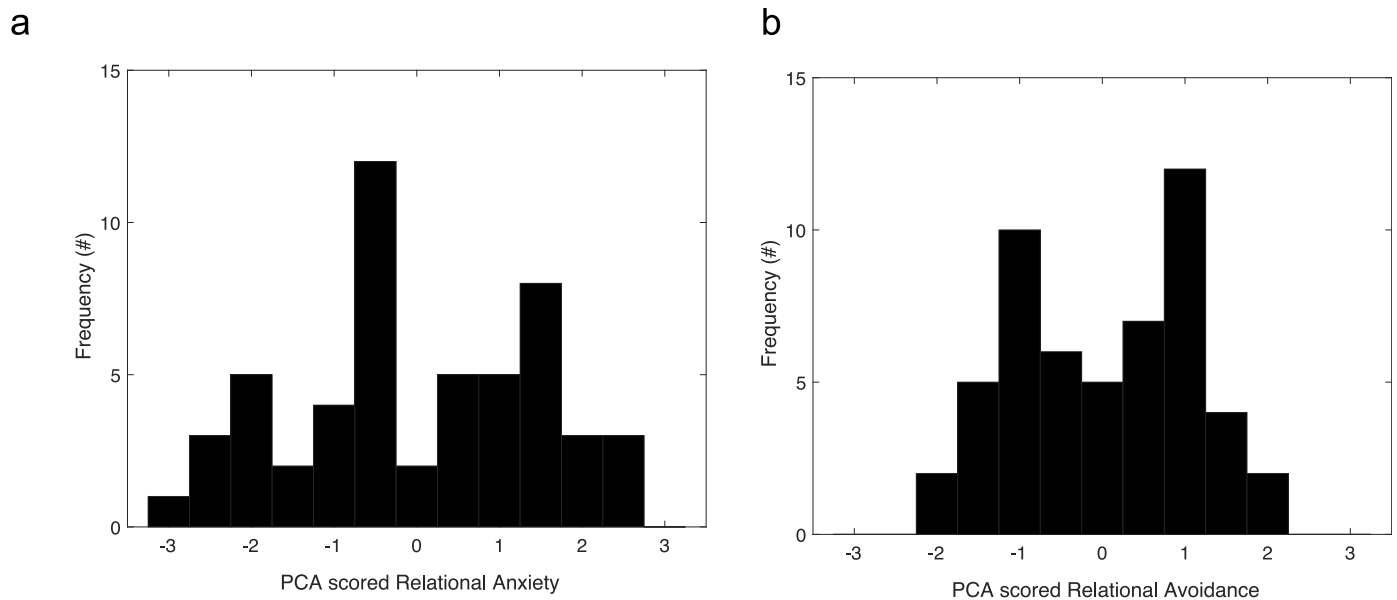 a
15
10
5
0
Frequency (#)
-3 -2 -1 0 1 2 3
PCA scored Relational Anxiety
b
15
10
5
0
Frequency (#)
-3 -2 -1 0 1 2 3
PCA scored Relational Avoidance